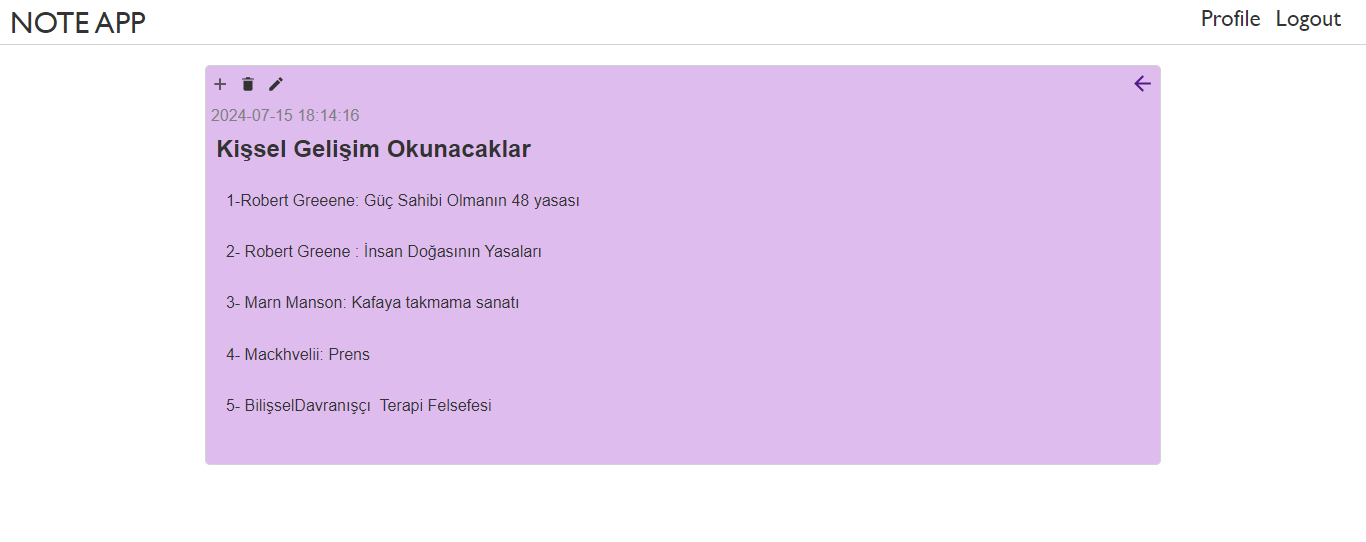 NOTE APP
Profile Logout
2024-07-15 18:14:16
Kişsel Gelişim Okunacaklar
1-Robert Greeene: Güç Sahibi Olmanın 48 yasası
2- Robert Greene : İnsan Doğasının Yasaları
3- Marn Manson: Kafaya takmama sanatı
4- Mackhvelii: Prens
5- BilişselDavranışçı  Terapi Felsefesi